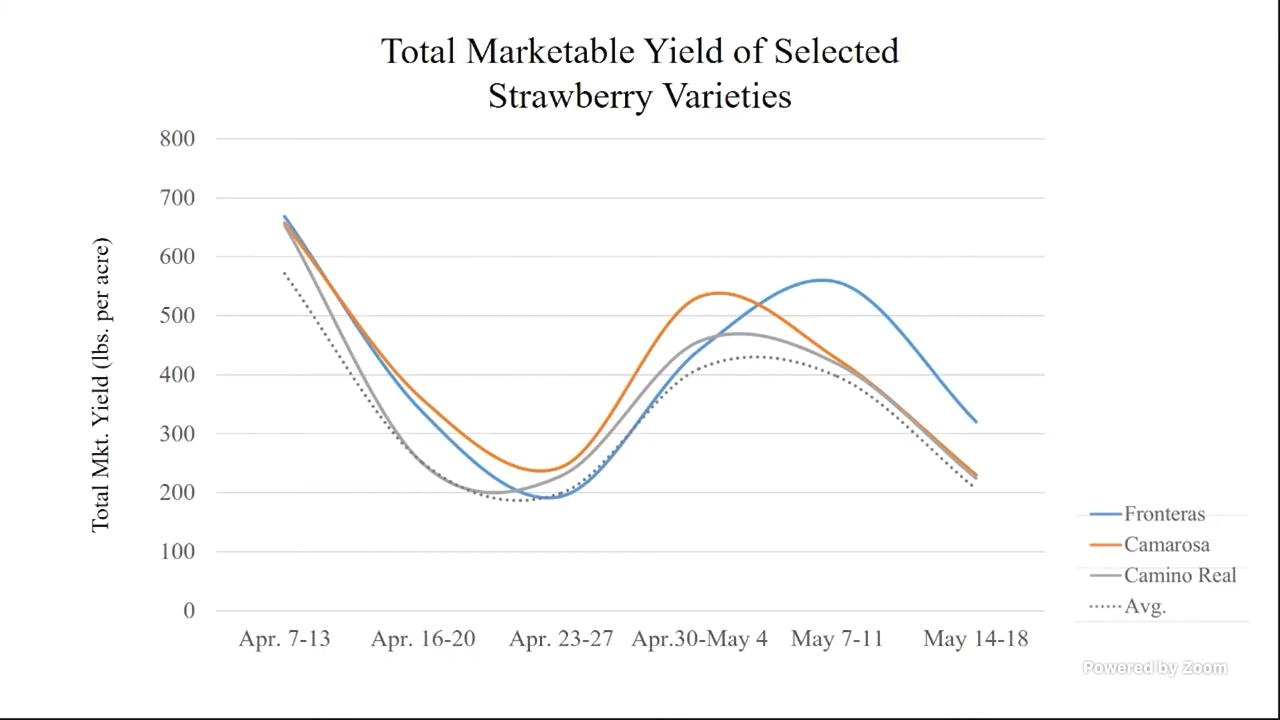 Total Marketable Yield of Selected
Strawberry Varieties
800
700
600
500
400
300
200
100
0
Total Mkt. Yield (lbs. per acre)
Apr. 7-13 Apr. 16-20 Apr. 23-27 Apr.30-May 4 May 7-11 May 14-18
Fronteras
Camarosa
Camino Real
Avg.
Powered by Zoom